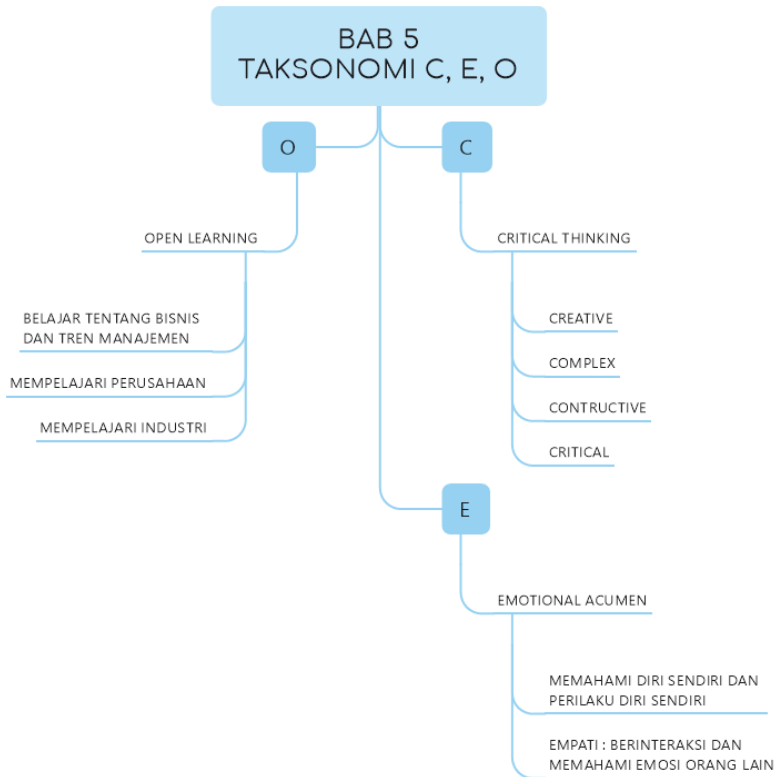 BAB 5
TAKSONOMI C, E, O
O
OPEN LEARNING
BELAJAR TENTANG BISNIS
DAN TREN MANAJEMEN
MEMPELAJARI PERUSAHAAN
MEMPELAJARI INDUSTRI
C
CRITICAL THINKING
CREATIVE
COMPLEX
CONTRUCTIVE
CRITICAL
E
EMOTIONAL ACUMEN
MEMAHAMI DIRI SENDIRI DAN
PERILAKU DIRI SENDIRI
EMPATI : BERINTERAKSI DAN
MEMAHAMI EMOSI ORANG LAIN